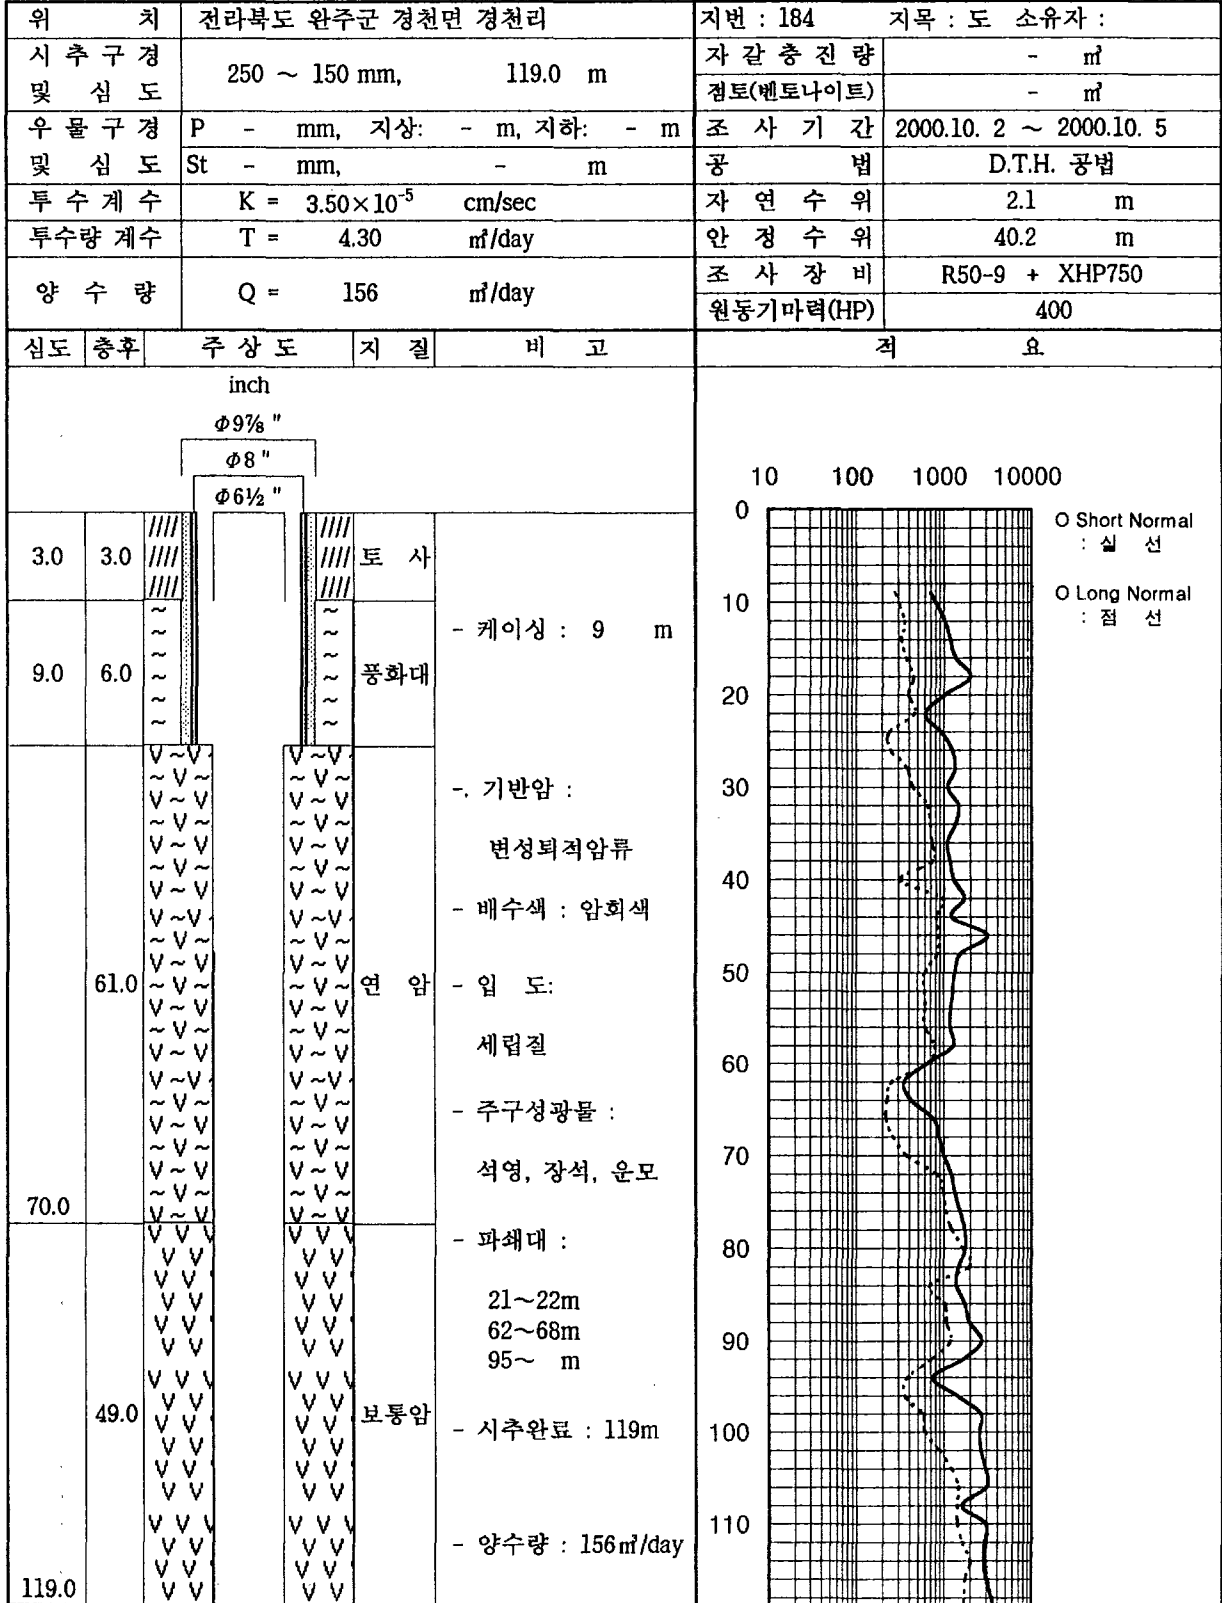 위 치 전라북도 완주군 경천면 경천리 지번 : 184 지목 : 도 소유자 :
시 추 구 경 및 심 도 250 ~ 150 mm, 119.0 m
자 갈 충 진 량 - ㎥
점토(벤토나이트) - ㎥
우 물 구 경 및 심 도 P - mm, 지상: - m, 지하: - m
St - mm, - m
조 사 기 간 2000.10. 2 ~ 2000.10. 5
공 법 D.T.H. 공법
투 수 계 수 K = 3.50×10⁻⁵ cm/sec
자 연 수 위 2.1 m
투수량 계수 T = 4.30 ㎥/day
안 정 수 위 40.2 m
양 수 량 Q = 156 ㎥/day
조 사 장 비 R50-9 + XHP750
원동기마력(HP) 400
심도 층후 주 상 도 지 질 비 고 적 요
inch
Φ9⅞ "
Φ8 "
Φ6½ "
3.0 3.0 토 사
- 케이싱 : 9 m
9.0 6.0 풍화대
-. 기반암 :
변성퇴적암류
- 배수색 : 암회색
61.0 연 암
- 입 도:
세립질
- 주구성광물 :
석영, 장석, 운모
70.0
- 파쇄대 :
21~22m
62~68m
95~ m
49.0 보통암
- 시추완료 : 119m
- 양수량 : 156㎥/day
119.0
10 100 1000 10000
0
10
20
30
40
50
60
70
80
90
100
110
O Short Normal
: 실 선
O Long Normal
: 점 선